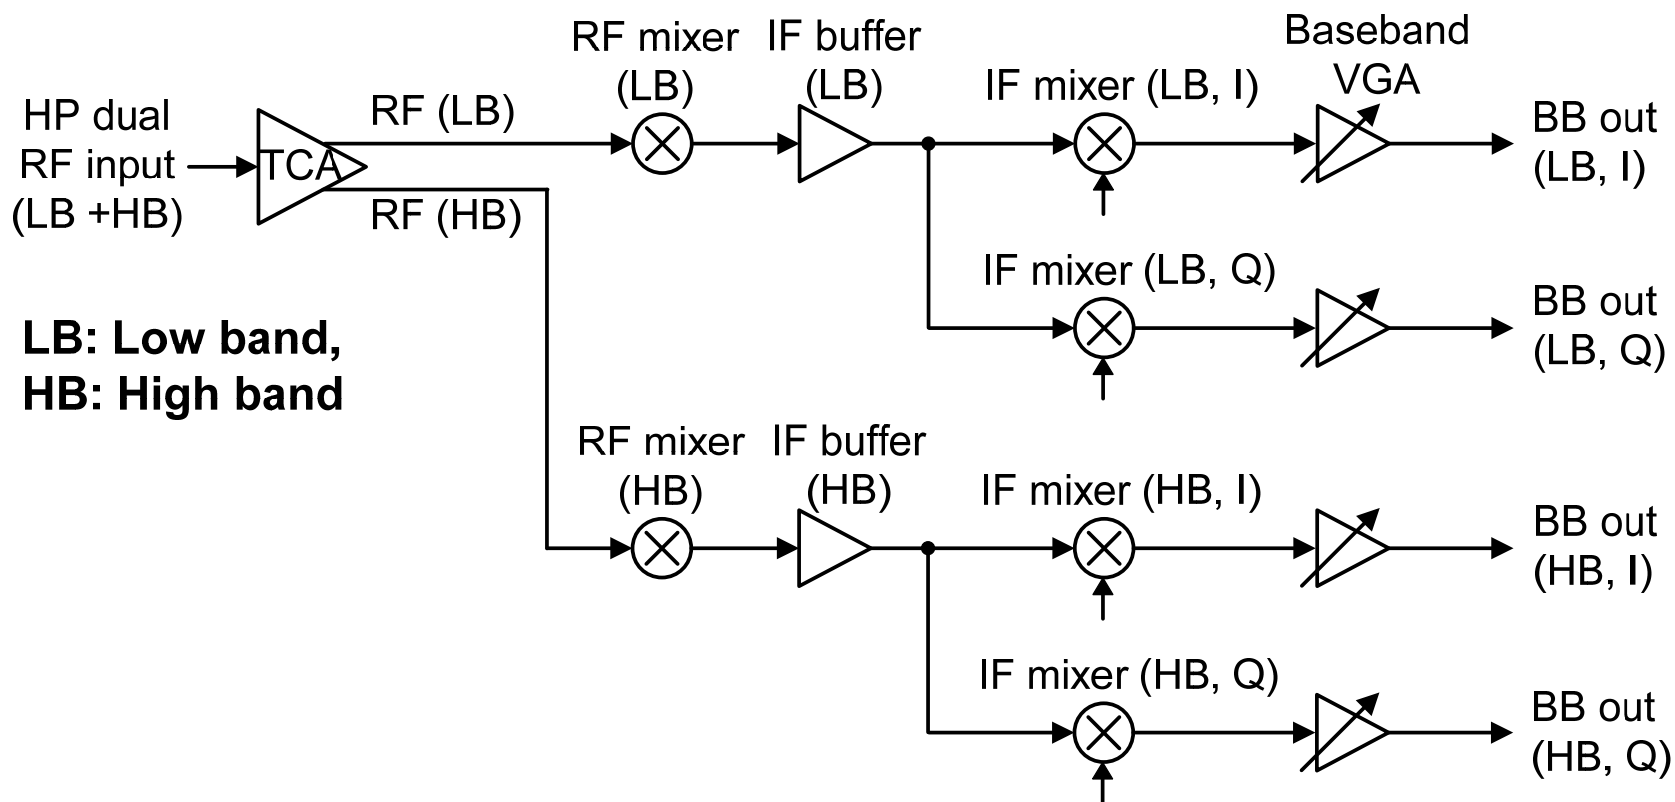 RF mixer
(LB)
IF buffer
(LB)
IF mixer (LB, I)
Baseband
VGA
BB out
(LB, I)
HP dual
RF input
(LB +HB)
TCA
RF (LB)
RF (HB)
IF mixer (LB, Q)
BB out
(LB, Q)
LB: Low band,
HB: High band
RF mixer
(HB)
IF buffer
(HB)
IF mixer (HB, I)
BB out
(HB, I)
IF mixer (HB, Q)
BB out
(HB, Q)